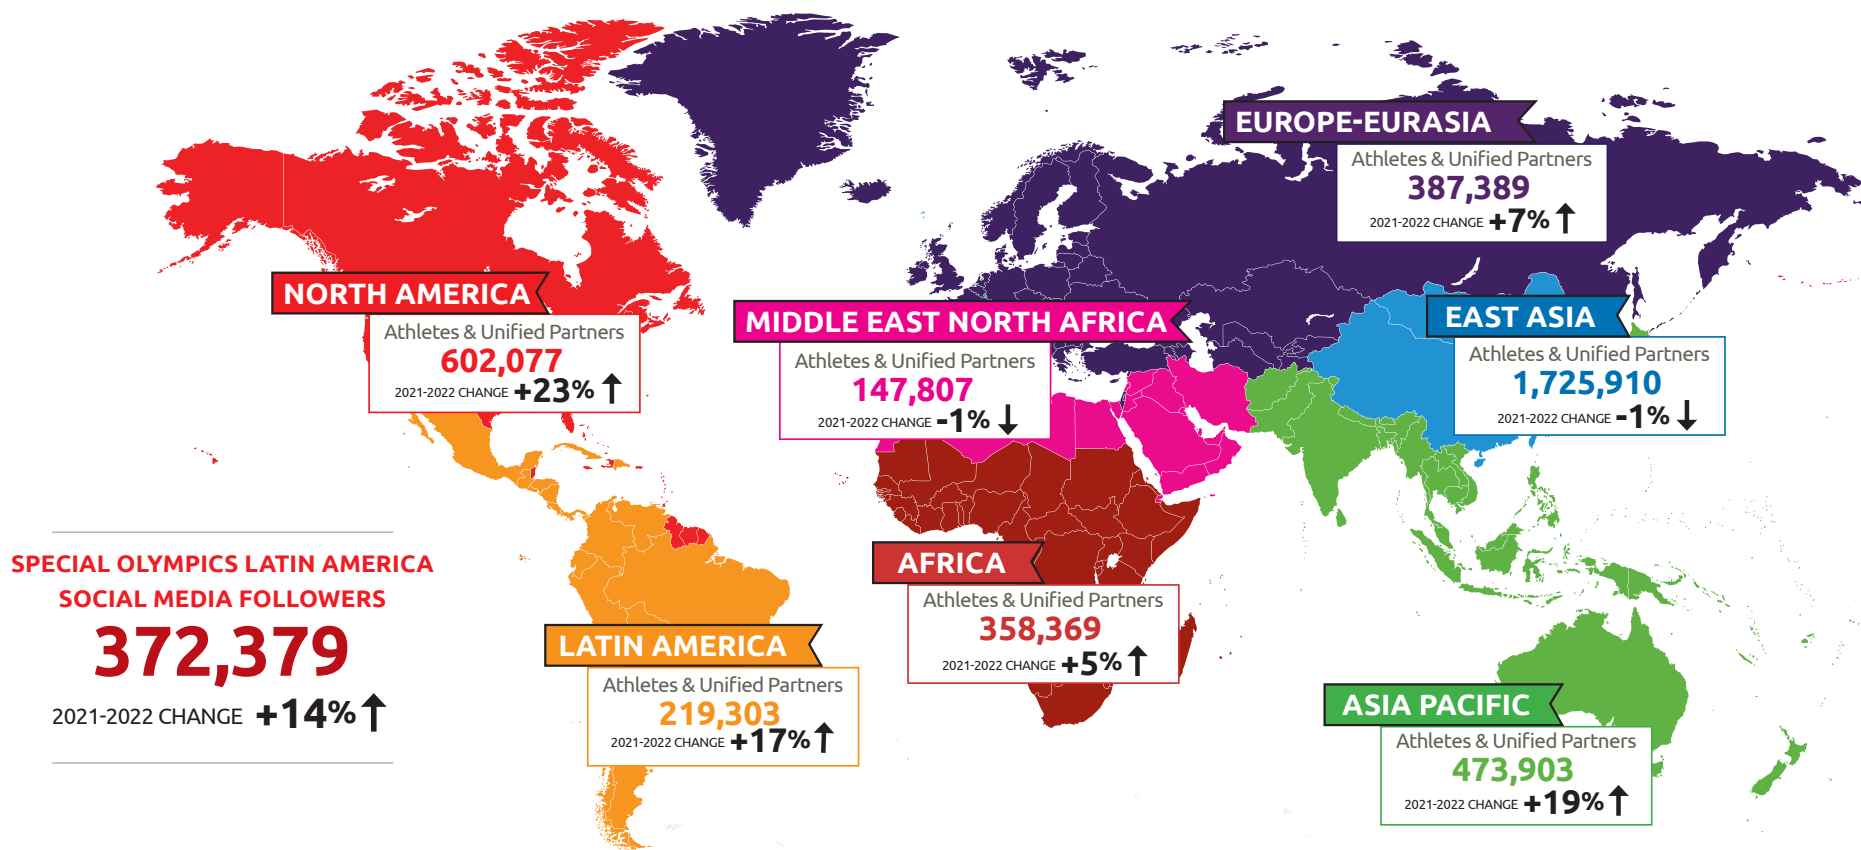 EUROPE-EURASIA
Athletes & Unified Partners
387,389
2021-2022 CHANGE +7%
NORTH AMERICA
Athletes & Unified Partners
602,077
2021-2022 CHANGE +23%
MIDDLE EAST NORTH AFRICA
Athletes & Unified Partners
147,807
2021-2022 CHANGE -1%
EAST ASIA
Athletes & Unified Partners
1,725,910
2021-2022 CHANGE -1%
SPECIAL OLYMPICS LATIN AMERICA
SOCIAL MEDIA FOLLOWERS
372,379
2021-2022 CHANGE +14%
AFRICA
Athletes & Unified Partners
358,369
2021-2022 CHANGE +5%
LATIN AMERICA
Athletes & Unified Partners
219,303
2021-2022 CHANGE +17%
ASIA PACIFIC
Athletes & Unified Partners
473,903
2021-2022 CHANGE +19%